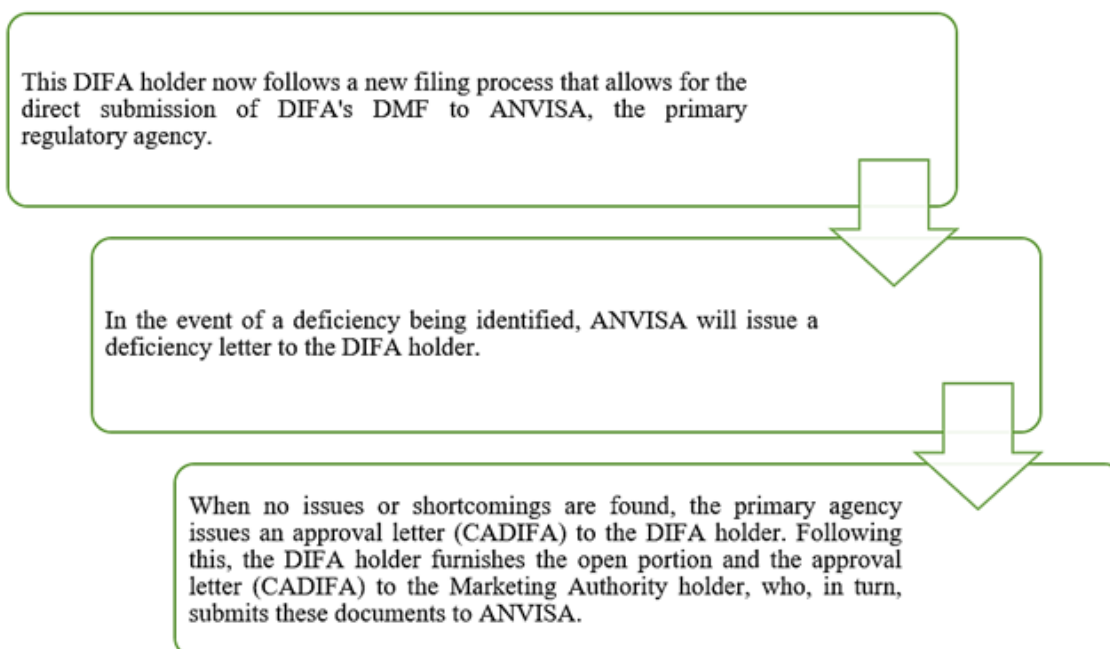 This DIFA holder now follows a new filing process that allows for the
direct submission of DIFA's DMF to ANVISA, the primary
regulatory agency.
In the event of a deficiency being identified, ANVISA will issue a
deficiency letter to the DIFA holder.
When no issues or shortcomings are found, the primary agency
issues an approval letter (CADIFA) to the DIFA holder. Following
this, the DIFA holder furnishes the open portion and the approval
letter (CADIFA) to the Marketing Authority holder, who, in turn,
submits these documents to ANVISA.